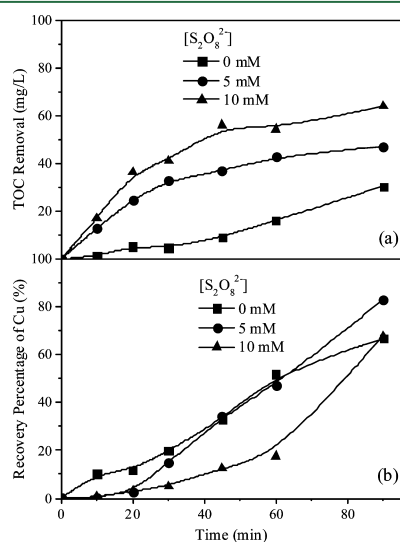 100
[S₂O₈²⁻]
0 mM
5 mM
10 mM
80
60
40
20
TOC Removal (mg/L)
(a)
100
[S₂O₈²⁻]
0 mM
5 mM
10 mM
80
60
40
20
0
Recovery Percentage of Cu (%)
(b)
0 20 40 60 80
Time (min)